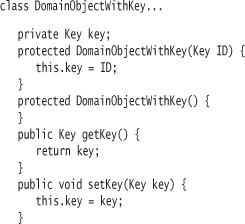 class DomainObjectWithKey...
private Key key;
protected DomainObjectWithKey(Key ID) {
this.key = ID;
}
protected DomainObjectWithKey() {
}
public Key getKey() {
return key;
}
public void setKey(Key key) {
this.key = key;
}